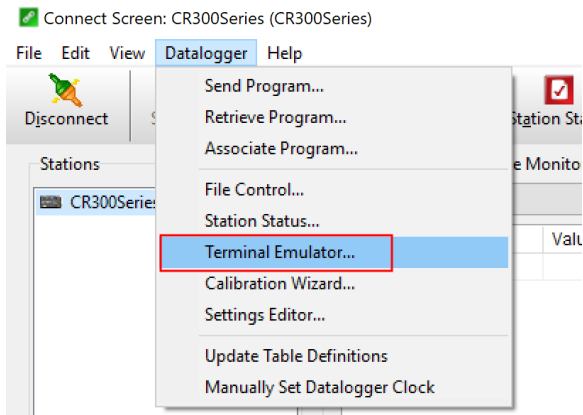 Connect Screen: CR300Series (CR300Series)
File Edit View Datalogger Help
Disconnect
Station Sta
Stations
e Monito
CR300Series
Valu
Send Program...
Retrieve Program...
Associate Program...
File Control...
Station Status...
Terminal Emulator...
Calibration Wizard...
Settings Editor...
Update Table Definitions
Manually Set Datalogger Clock